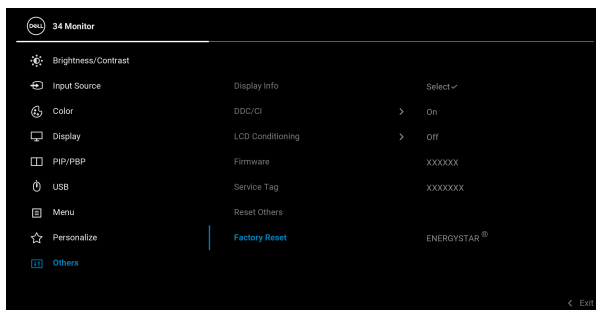 DELL 34 Monitor
Brightness/Contrast
Input Source Display Info Select✓
Color DDC/CI > On
Display LCD Conditioning > Off
PIP/PBP Firmware XXXXXX
USB Service Tag XXXXXXX
Menu Reset Others
Personalize Factory Reset ENERGYSTAR ®
Others
< Exit